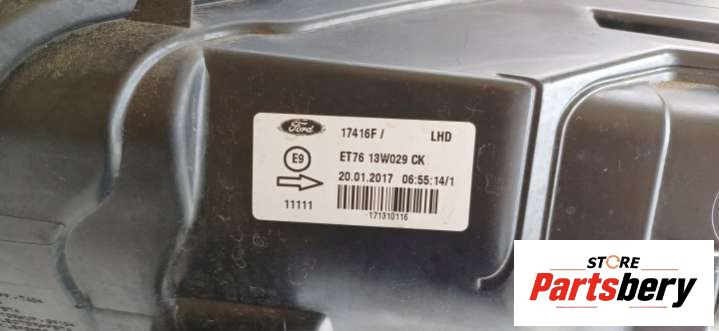 Ford
17416F / LHD
E9
ET76 13W029 CK
20.01.2017 06:55:14/1
11111
171310116
STORE
Partsbery